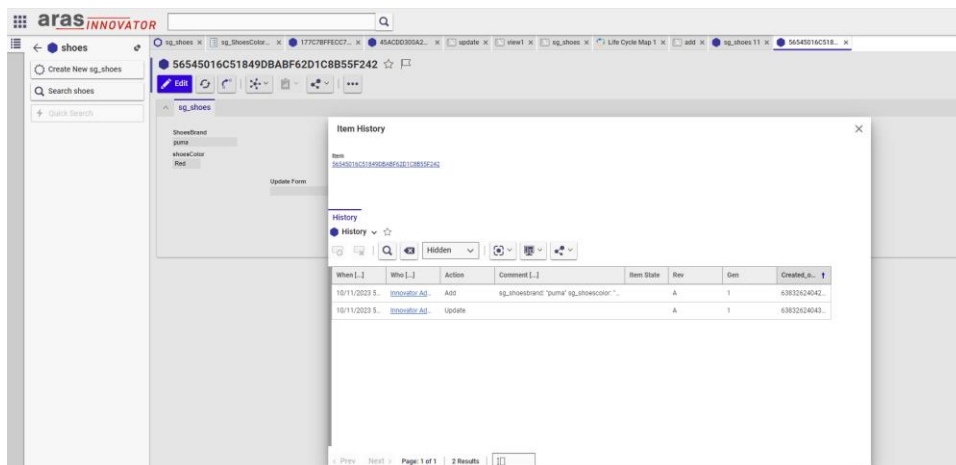 aras INNOVATOR
shoes
Create New sg_shoes
Search shoes
Quick Search
sg_shoes
sg_ShoesColor...
177C7BFFECC7...
45ACDD300A2...
update
view1
sg_shoes
Life Cycle Map 1
add
sg_shoes 11
56545016C518...
56545016C51849DBABF62D1C8B55F242
Edit
sg_shoes
ShoesBrand
puma
shoesColor
Red
Update Form
Item History
Item
56545016C51849DBABF62D1C8B55F242
History
History
Hidden
When [...] Who [...] Action Comment [...] Item State Rev Gen Created_o...
10/11/2023 5... Innovator Ad... Add sg_shoesbrand: "puma" sg_shoescolor: "... A 1 63832624042...
10/11/2023 5... Innovator Ad... Update A 1 63832624043...
Prev Next Page: 1 of 1 2 Results